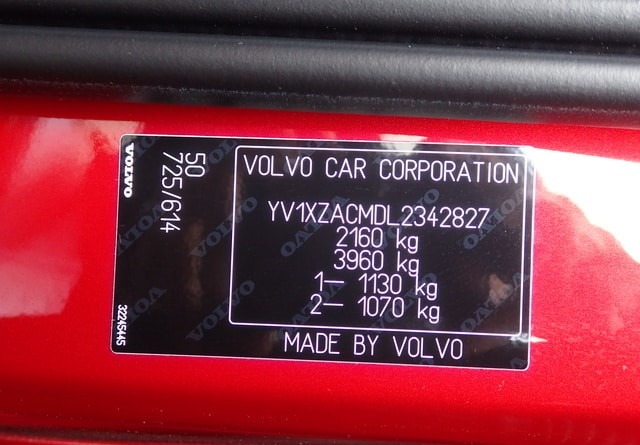 VOLVO
50
725/614
32245445
VOLVO CAR CORPORATION
YV1XZACMDL2342827
2160 kg
3960 kg
1– 1130 kg
2– 1070 kg
MADE BY VOLVO